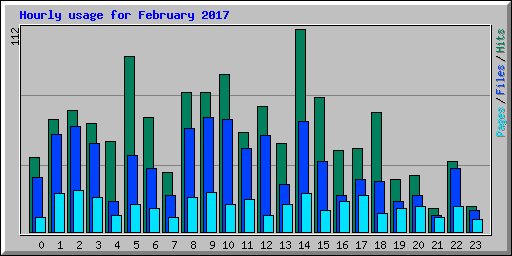 Hourly usage for February 2017
112
Pages/Files/Hits
0 1 2 3 4 5 6 7 8 9 10 11 12 13 14 15 16 17 18 19 20 21 22 23